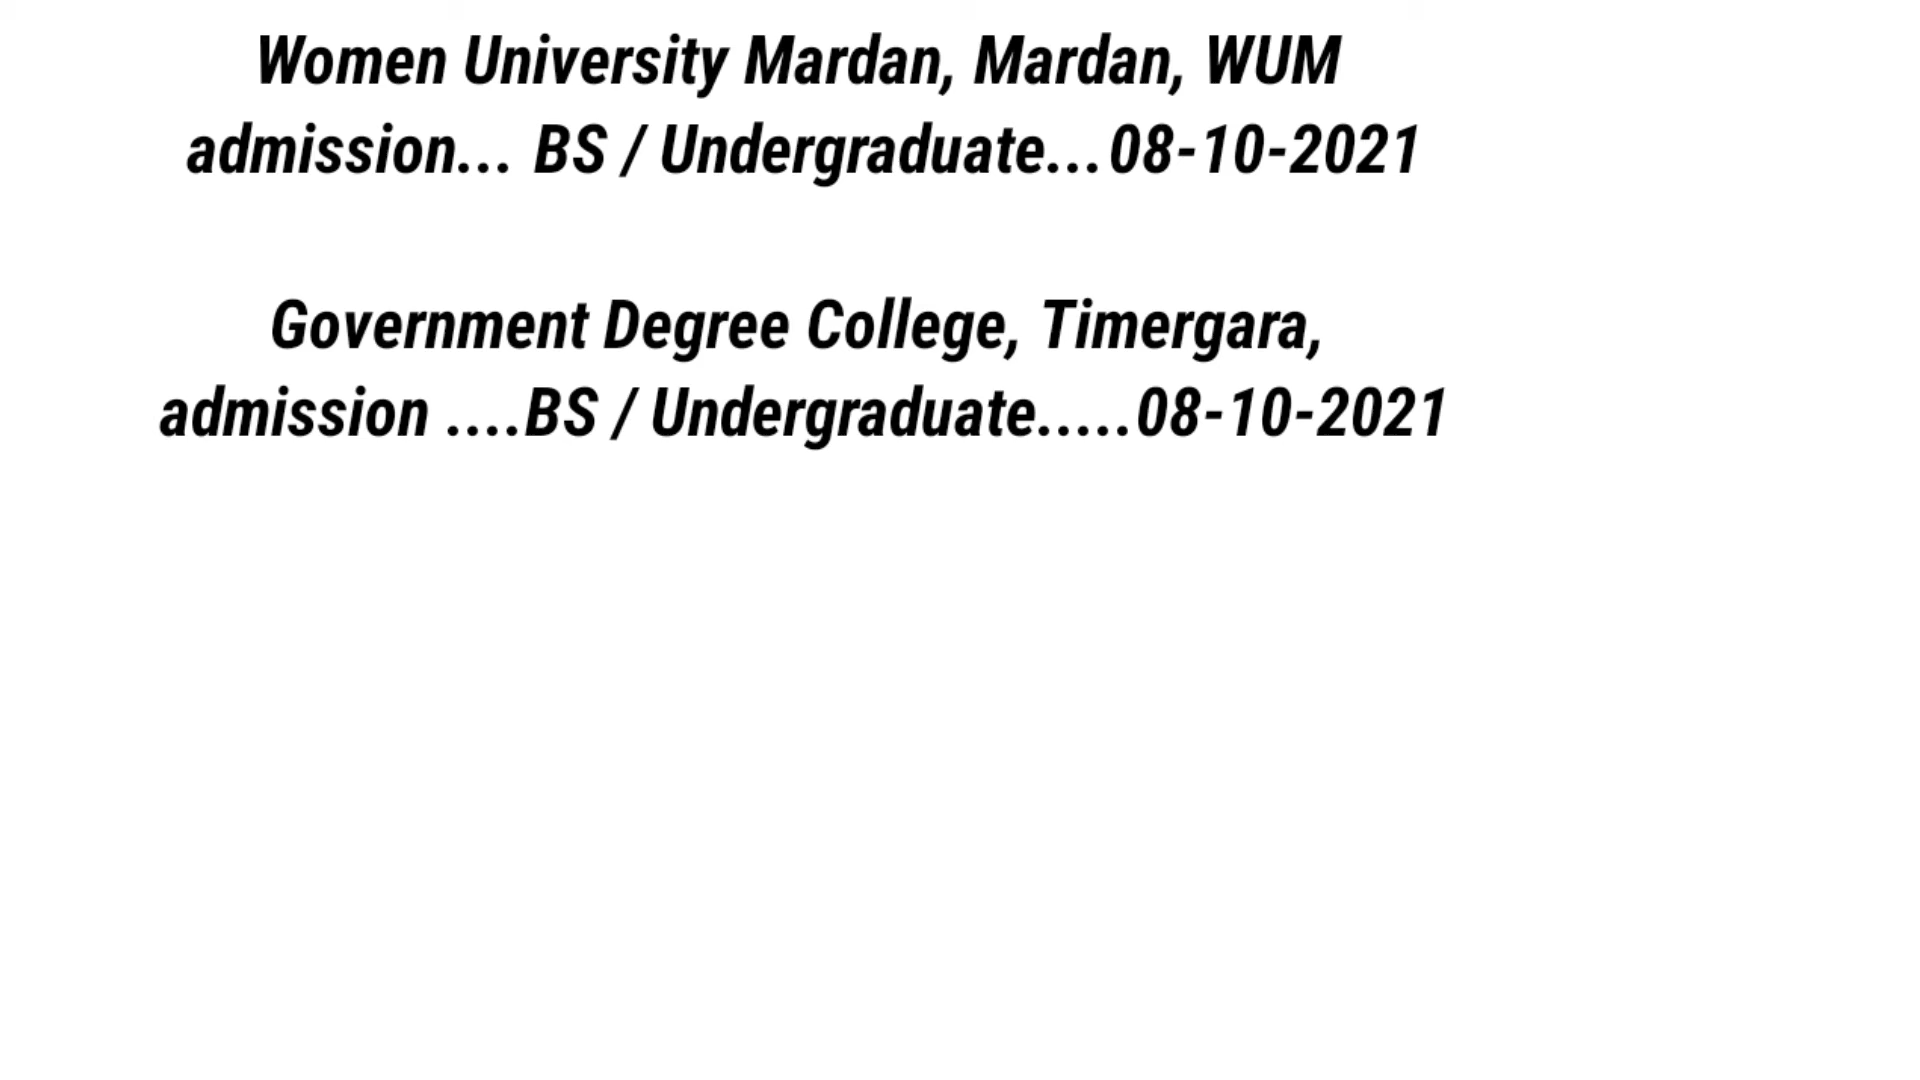 Women University Mardan, Mardan, WUM
admission... BS / Undergraduate...08-10-2021
Government Degree College, Timergara,
admission ....BS / Undergraduate.....08-10-2021